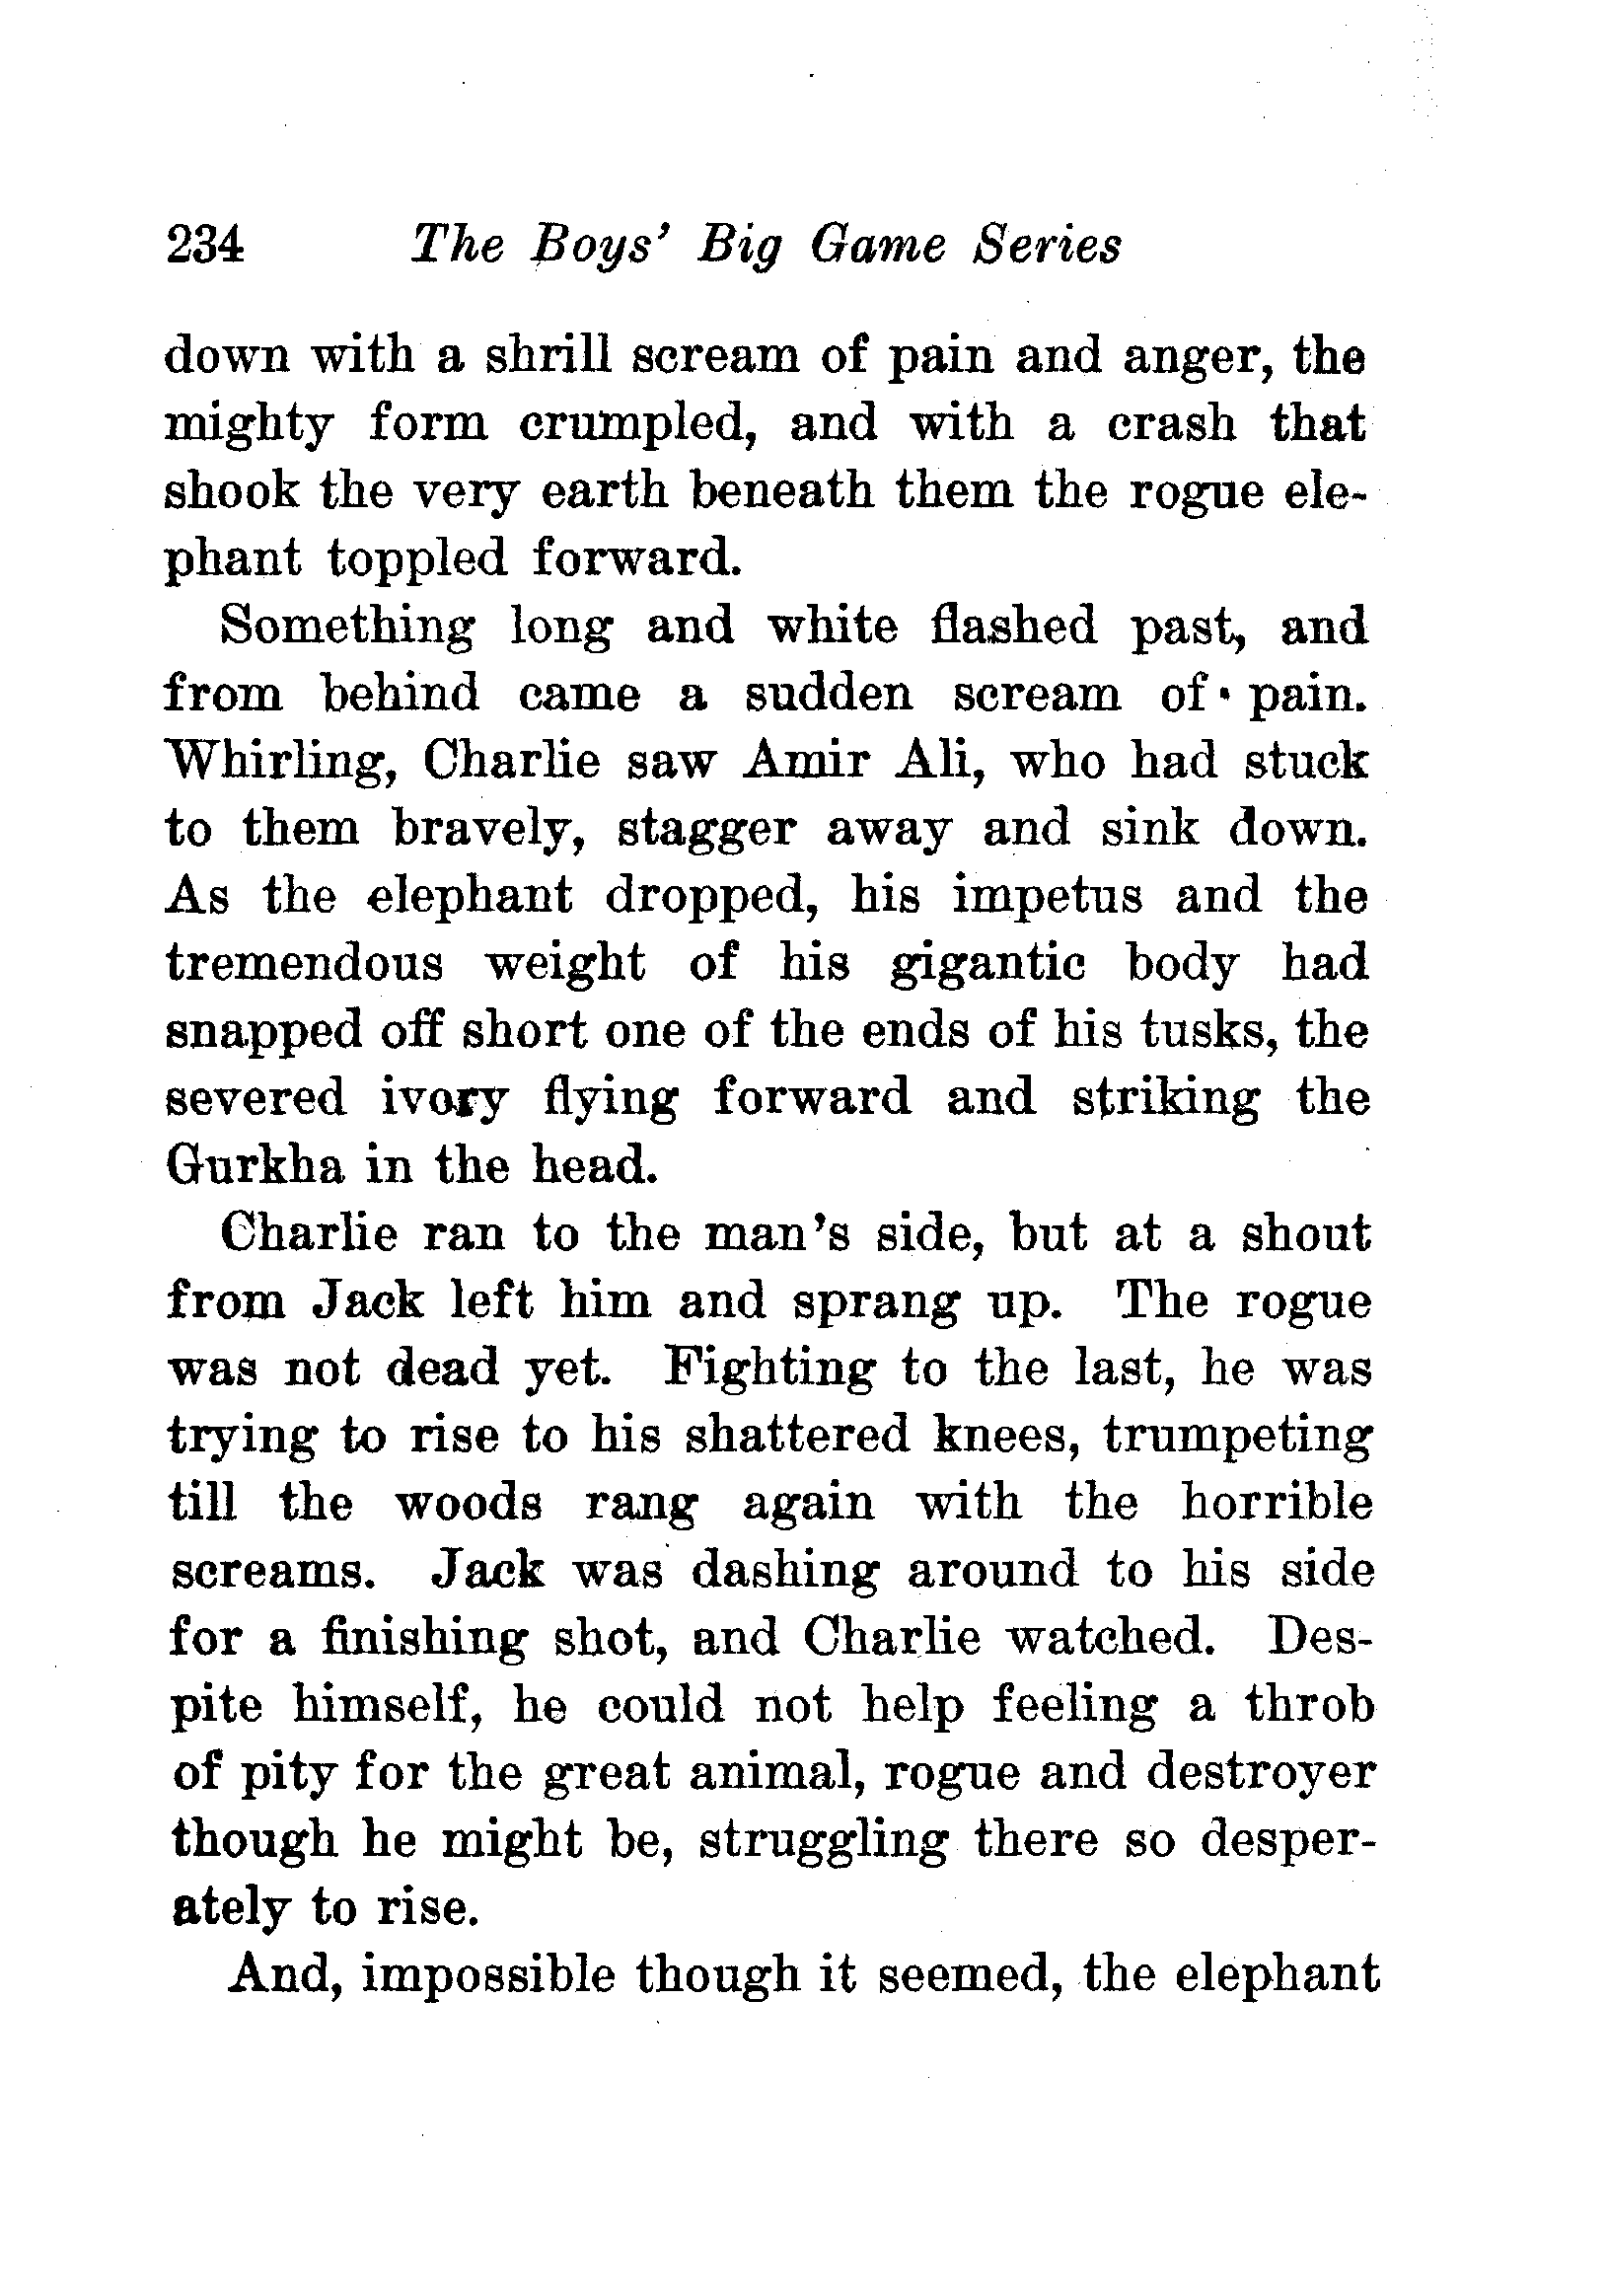 234 The Boys' Big Game Series
down with a shrill scream of pain and anger, the
mighty form crumpled, and with a crash that
shook the very earth beneath them the rogue ele-
phant toppled forward.
Something long and white flashed past, and
from behind came a sudden scream of pain.
Whirling, Charlie saw Amir Ali, who had stuck
to them bravely, stagger away and sink down.
As the elephant dropped, his impetus and the
tremendous weight of his gigantic body had
snapped off short one of the ends of his tusks, the
severed ivory flying forward and striking the
Gurkha in the head.
Charlie ran to the man's side, but at a shout
from Jack left him and sprang up. The rogue
was not dead yet. Fighting to the last, he was
trying to rise to his shattered knees, trumpeting
till the woods rang again with the horrible
screams. Jack was dashing around to his side
for a finishing shot, and Charlie watched. Des-
pite himself, he could not help feeling a throb
of pity for the great animal, rogue and destroyer
though he might be, struggling there so desper-
ately to rise.
And, impossible though it seemed, the elephant